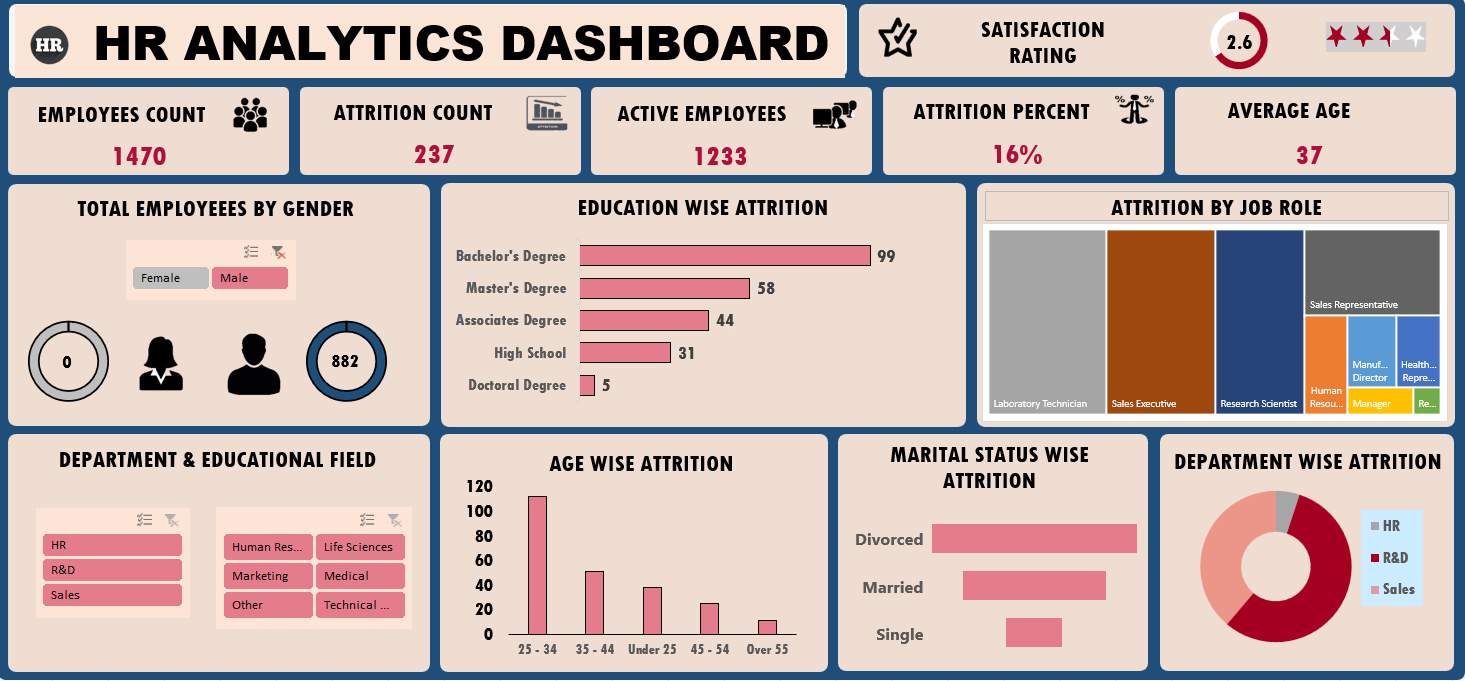 HR
HR ANALYTICS DASHBOARD
SATISFACTION
RATING
2.6
EMPLOYEES COUNT
1470
ATTRITION COUNT
ATTRITION
237
ACTIVE EMPLOYEES
1233
ATTRITION PERCENT
% %
16%
AVERAGE AGE
37
TOTAL EMPLOYEEES BY GENDER
Female
Male
0
882
EDUCATION WISE ATTRITION
Bachelor's Degree 99
Master's Degree 58
Associates Degree 44
High School 31
Doctoral Degree 5
ATTRITION BY JOB ROLE
Laboratory Technician
Sales Executive
Research Scientist
Sales Representative
Human
Resou...
Manuf...
Director
Health...
Repre...
Manager
Re...
DEPARTMENT & EDUCATIONAL FIELD
HR
R&D
Sales
Human Res...
Life Sciences
Marketing
Medical
Other
Technical ...
AGE WISE ATTRITION
120
100
80
60
40
20
0
25 - 34
35 - 44
Under 25
45 - 54
Over 55
MARITAL STATUS WISE
ATTRITION
Divorced
Married
Single
DEPARTMENT WISE ATTRITION
HR
R&D
Sales